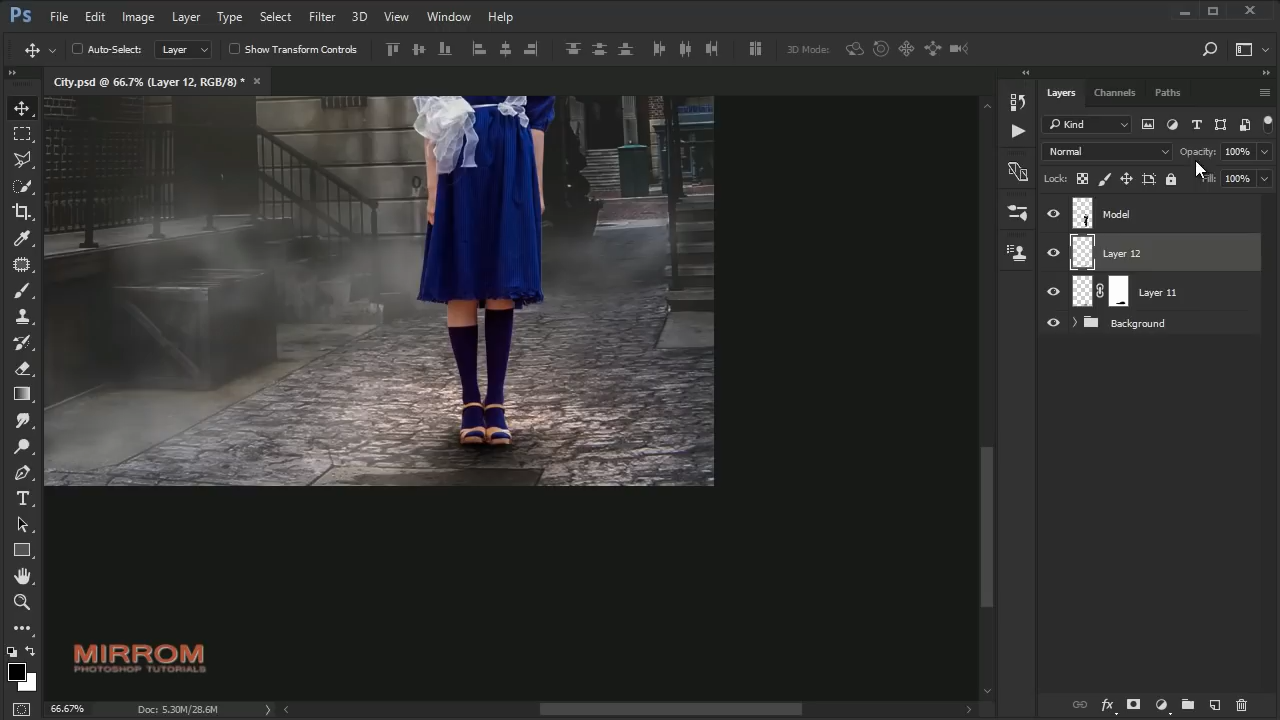 Ps File Edit Image Layer Type Select Filter 3D View Window Help
Auto-Select: Layer Show Transform Controls 3D Mode:
City.psd @ 66.7% (Layer 12, RGB/8) *
Layers Channels Paths
Kind
Normal Opacity: 100%
Lock: Fill: 100%
Model
Layer 12
Layer 11
Background
MIRROM
PHOTOSHOP TUTORIALS
66.67% Doc: 5.30M/28.6M
fx